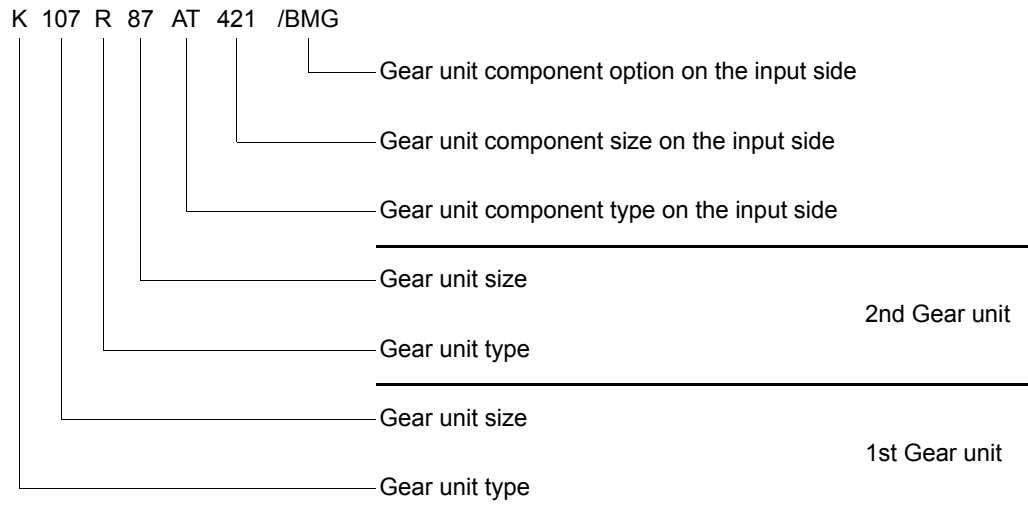 K 107 R 87 AT 421 /BMG
Gear unit component option on the input side
Gear unit component size on the input side
Gear unit component type on the input side
Gear unit size
2nd Gear unit
Gear unit type
Gear unit size
1st Gear unit
Gear unit type